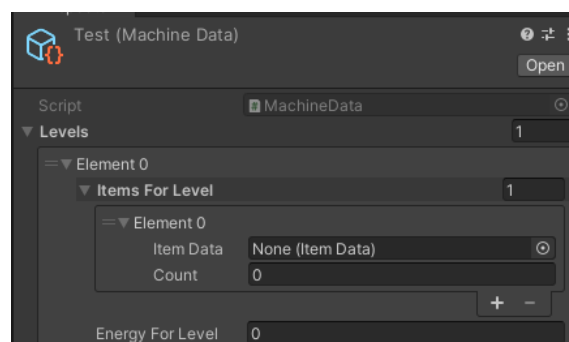 Test (Machine Data)
Open
Script MachineData
Levels 1
Element 0
Items For Level 1
Element 0
Item Data None (Item Data)
Count 0
+ −
Energy For Level 0